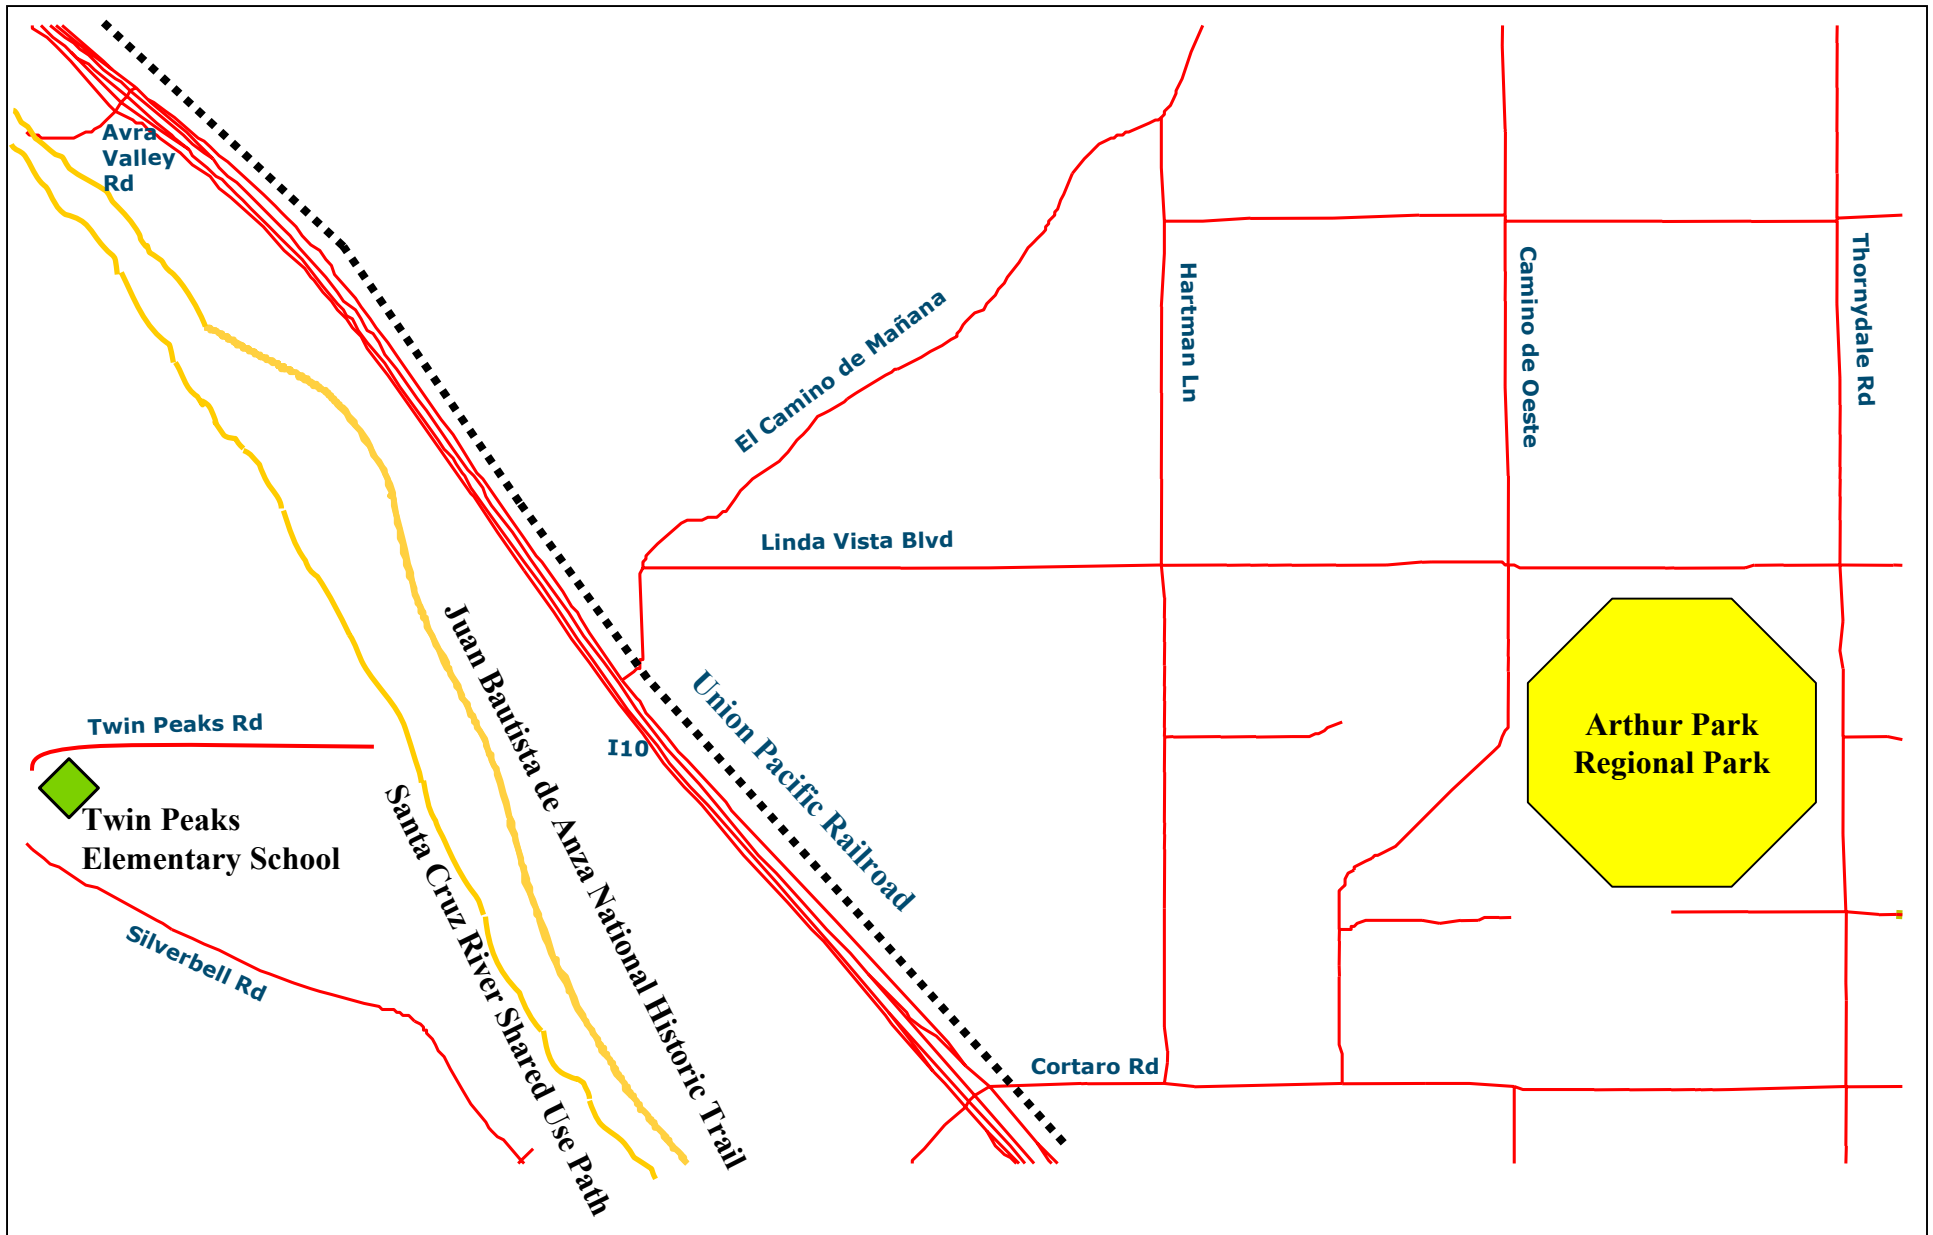 Avra
Valley
Rd
El Camino de Mañana
Hartman Ln
Camino de Oeste
Thornydale Rd
Linda Vista Blvd
Juan Bautista de Anza National Historic Trail
Union Pacific Railroad
I10
Twin Peaks Rd
Arthur Park
Regional Park
Twin Peaks
Elementary School
Santa Cruz River Shared Use Path
Silverbell Rd
Cortaro Rd